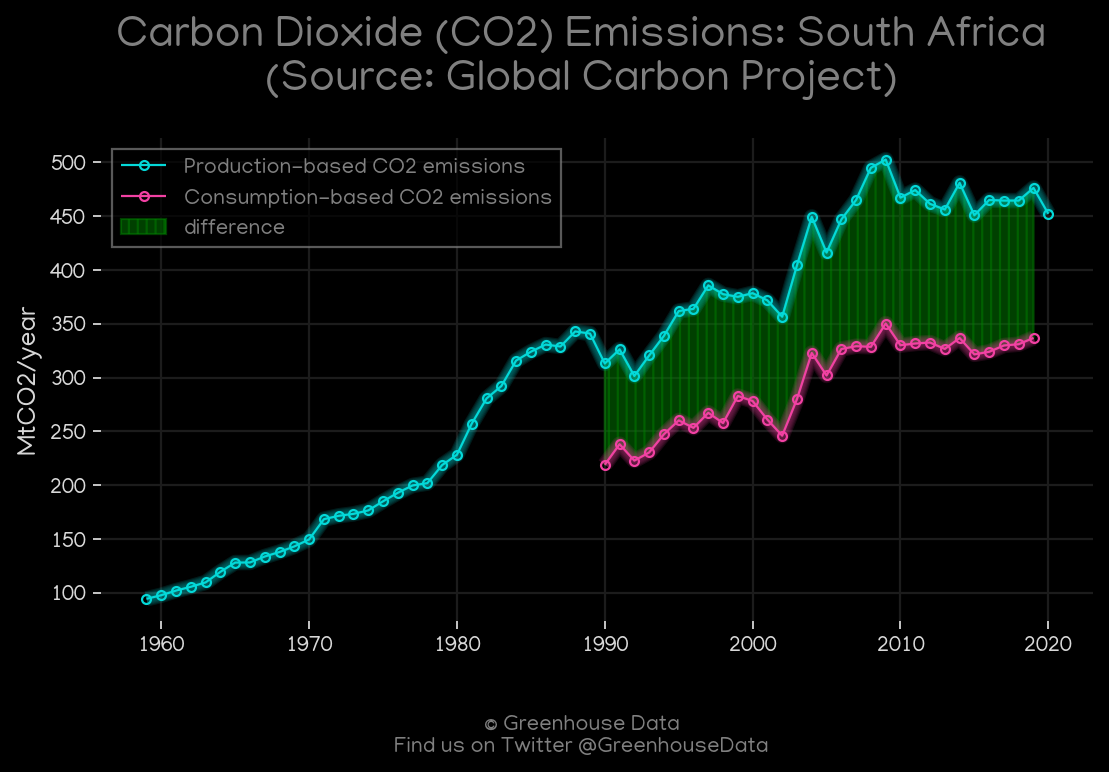 Carbon Dioxide (CO2) Emissions: South Africa
(Source: Global Carbon Project)
Production-based CO2 emissions
Consumption-based CO2 emissions
difference
MtCO2/year
500
450
400
350
300
250
200
150
100
1960 1970 1980 1990 2000 2010 2020
© Greenhouse Data
Find us on Twitter @GreenhouseData